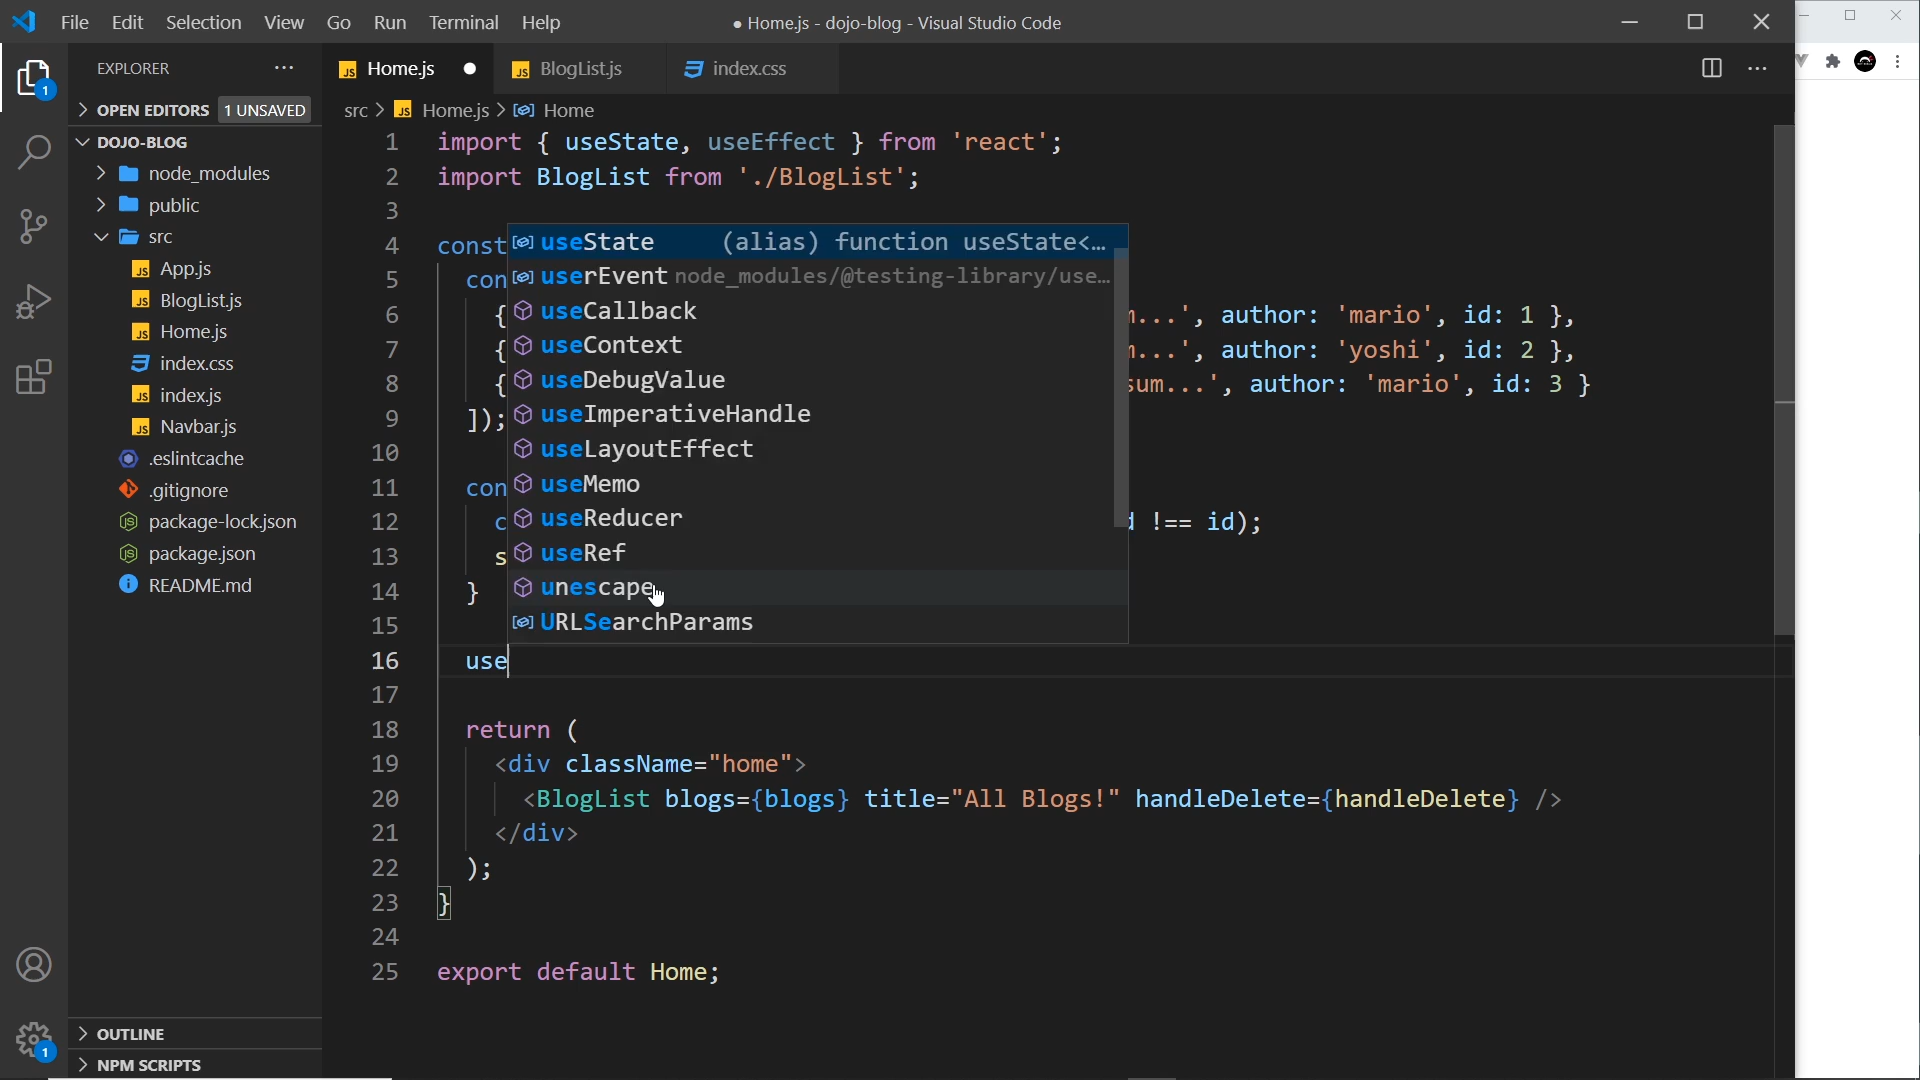 File Edit Selection View Go Run Terminal Help
● Home.js - dojo-blog - Visual Studio Code
EXPLORER
OPEN EDITORS 1 UNSAVED
DOJO-BLOG
node_modules
public
src
App.js
BlogList.js
Home.js
index.css
index.js
Navbar.js
.eslintcache
.gitignore
package-lock.json
package.json
README.md
OUTLINE
NPM SCRIPTS
1
1
Home.js BlogList.js index.css
src > Home.js > Home
1 import { useState, useEffect } from 'react';
2 import BlogList from './BlogList';
3
4 const
5 con
6 { ...', author: 'mario', id: 1 },
7 { ...', author: 'yoshi', id: 2 },
8 { sum...', author: 'mario', id: 3 }
9 ]);
10
11 con
12 c !== id);
13 s
14 }
15
16 use
17
18 return (
19 <div className="home">
20 <BlogList blogs={blogs} title="All Blogs!" handleDelete={handleDelete} />
21 </div>
22 );
23 }
24
25 export default Home;
useState (alias) function useState<…
userEvent node_modules/@testing-library/use…
useCallback
useContext
useDebugValue
useImperativeHandle
useLayoutEffect
useMemo
useReducer
useRef
unescape
URLSearchParams